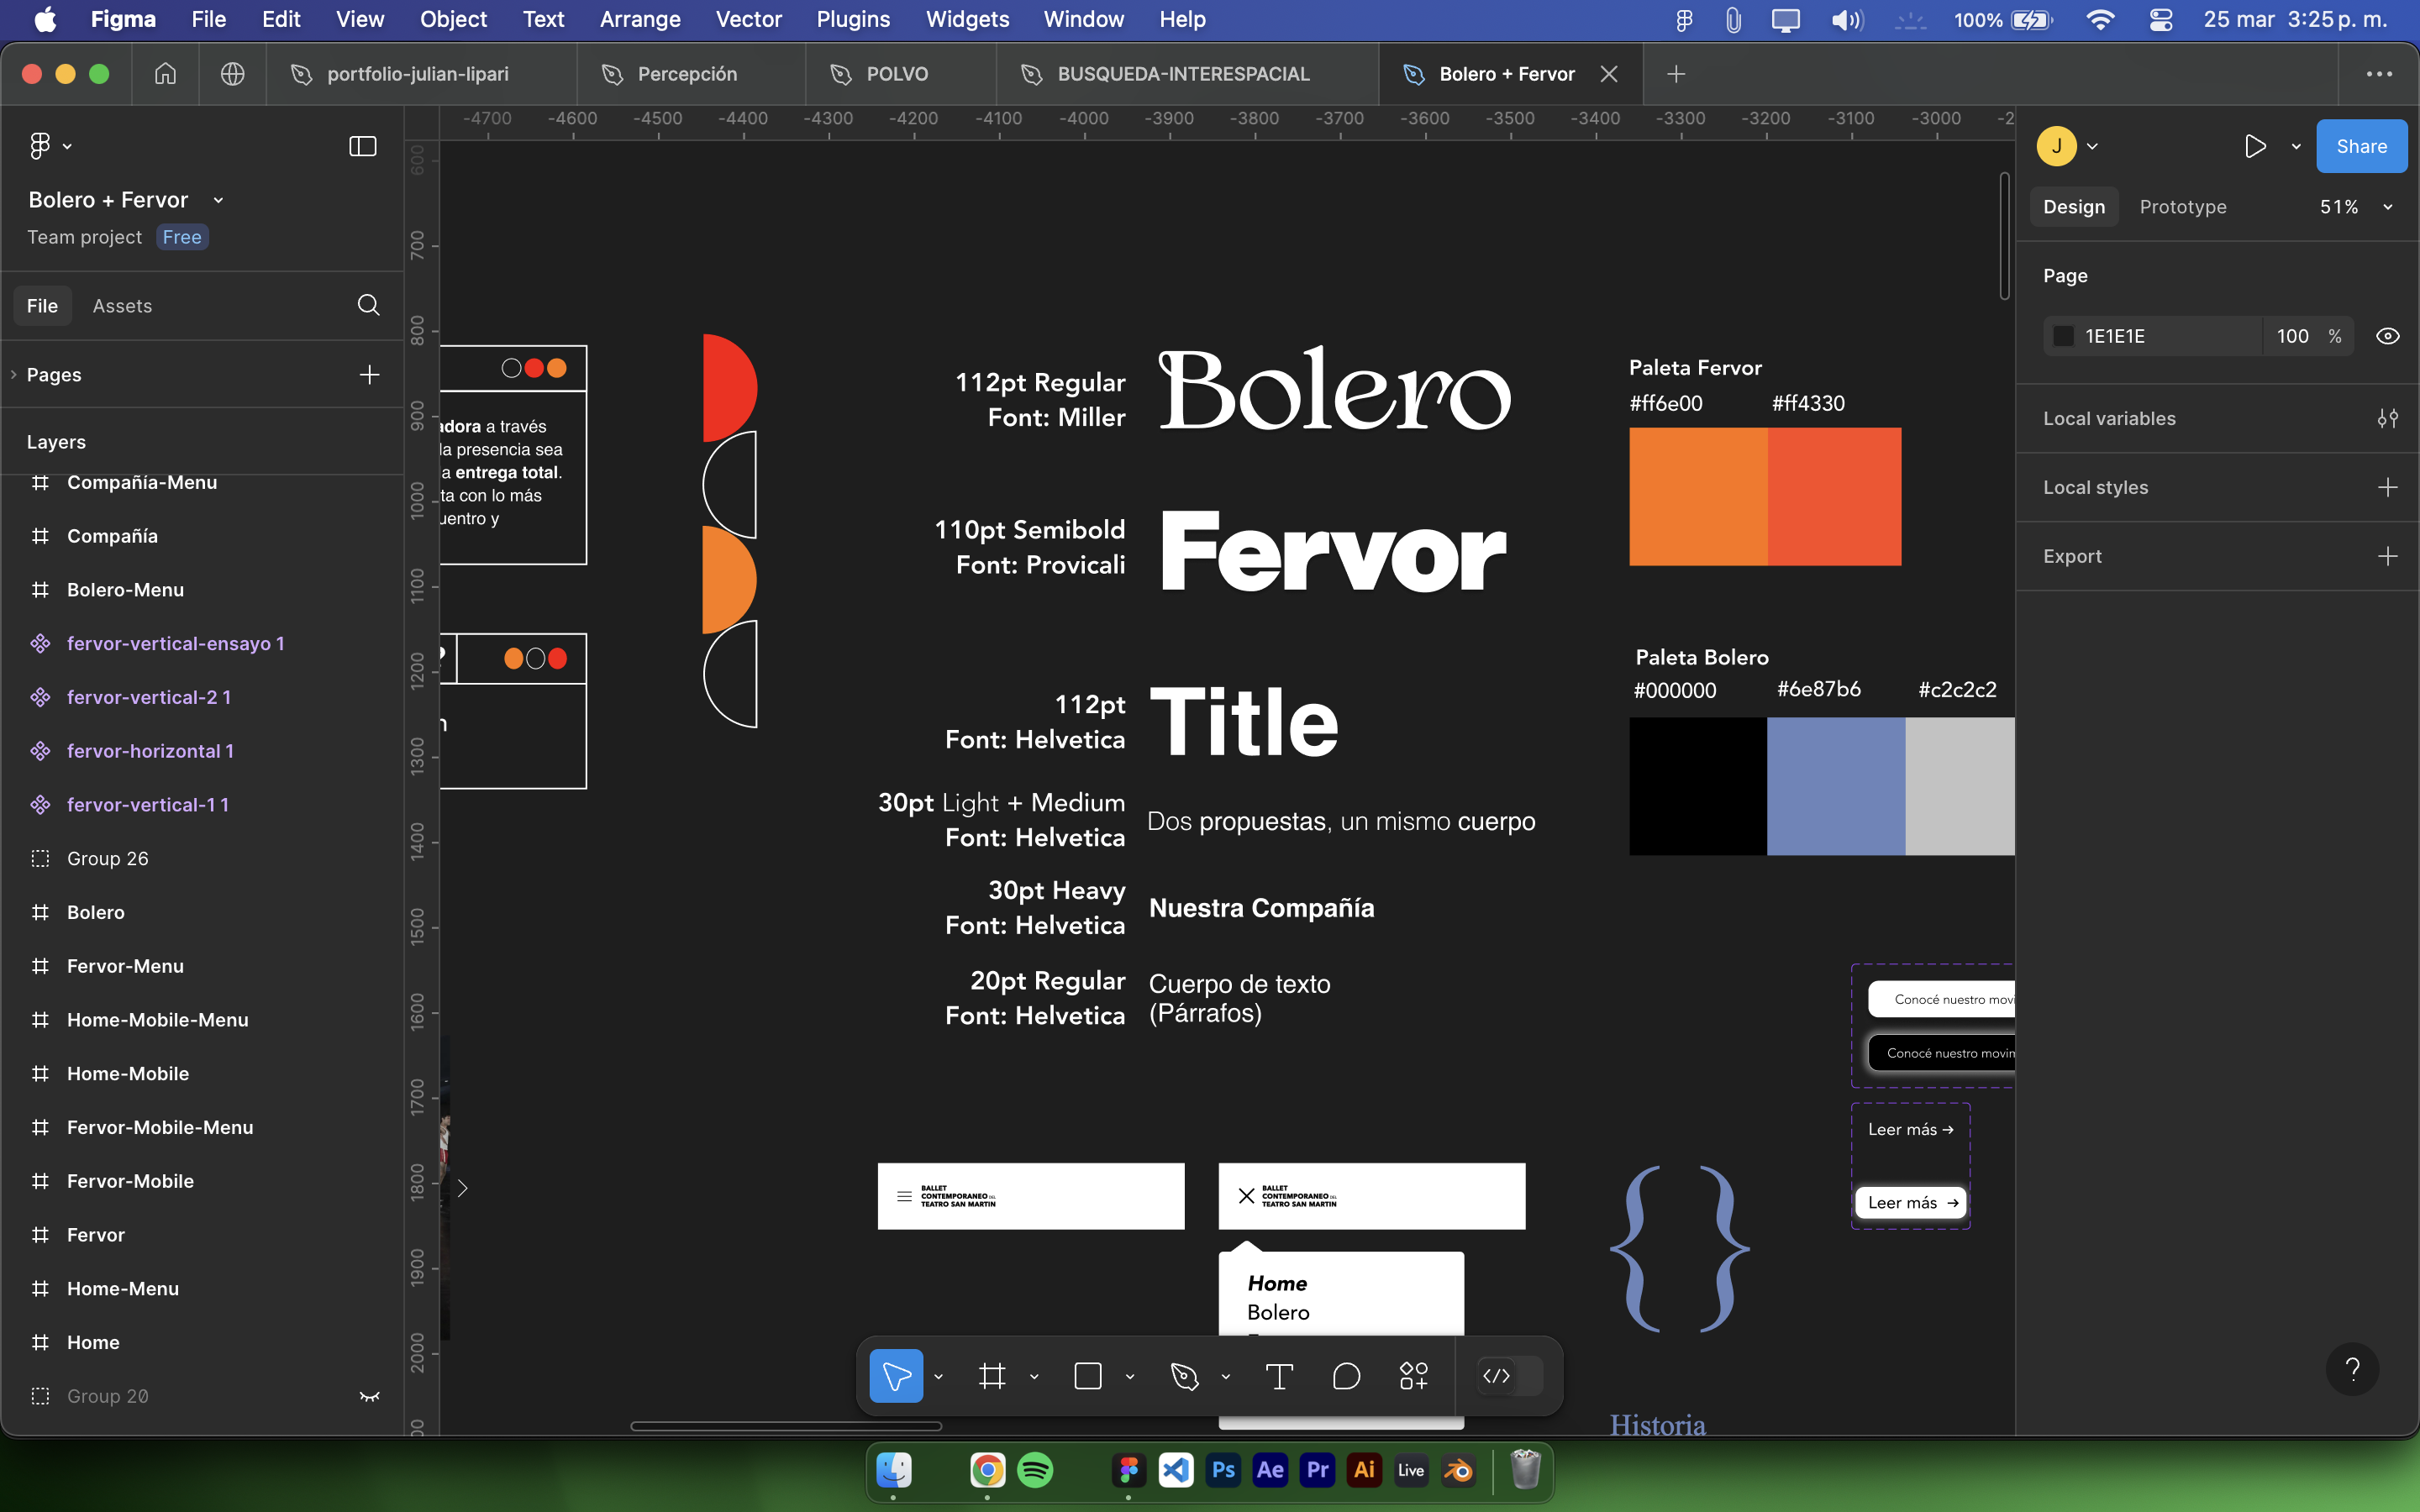 Figma File Edit View Object Text Arrange Vector Plugins Widgets Window Help 100% 25 mar 3:25 p. m.
portfolio-julian-lipari Percepción POLVO BUSQUEDA-INTERESPACIAL Bolero + Fervor
-4700 -4600 -4500 -4400 -4300 -4200 -4100 -4000 -3900 -3800 -3700 -3600 -3500 -3400 -3300 -3200 -3100 -3000 -2
Bolero + Fervor
Team project Free
File Assets
Pages
Layers
Compañía-Menu
Compañía
Bolero-Menu
fervor-vertical-ensayo 1
fervor-vertical-2 1
fervor-horizontal 1
fervor-vertical-1 1
Group 26
Bolero
Fervor-Menu
Home-Mobile-Menu
Home-Mobile
Fervor-Mobile-Menu
Fervor-Mobile
Fervor
Home-Menu
Home
Group 20
600
700
800
900
1000
1100
1200
1300
1400
1500
1600
1700
1800
1900
2000
00
adora a través
la presencia sea
a entrega total.
ta con lo más
uentro y
?
n
112pt Regular
Font: Miller
Bolero
110pt Semibold
Font: Provicali
Fervor
112pt
Font: Helvetica
Title
30pt Light + Medium
Font: Helvetica
Dos propuestas, un mismo cuerpo
30pt Heavy
Font: Helvetica
Nuestra Compañía
20pt Regular
Font: Helvetica
Cuerpo de texto
(Párrafos)
Paleta Fervor
#ff6e00 #ff4330
Paleta Bolero
#000000 #6e87b6 #c2c2c2
Conocé nuestro movi
Conocé nuestro movin
Leer más →
Leer más →
BALLET
CONTEMPORANEO DEL
TEATRO SAN MARTIN
BALLET
CONTEMPORANEO DEL
TEATRO SAN MARTIN
Home
Bolero
{ }
Historia
J
Share
Design Prototype 51%
Page
1E1E1E 100 %
Local variables
Local styles
Export
?
Ps Ae Pr Ai Live